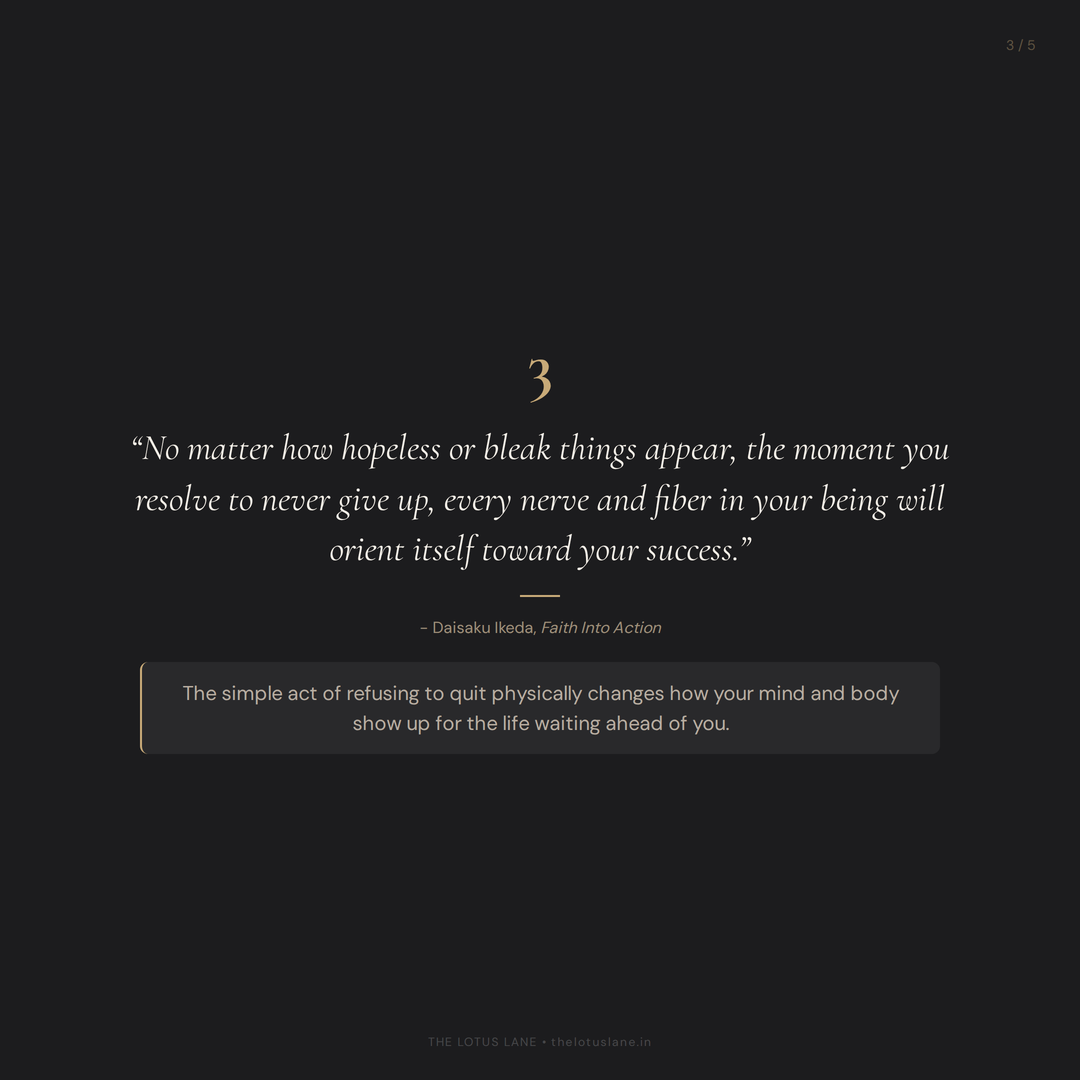 3 / 5
3
“No matter how hopeless or bleak things appear, the moment you
resolve to never give up, every nerve and fiber in your being will
orient itself toward your success.”
– Daisaku Ikeda, Faith Into Action
The simple act of refusing to quit physically changes how your mind and body
show up for the life waiting ahead of you.
THE LOTUS LANE • thelotuslane.in